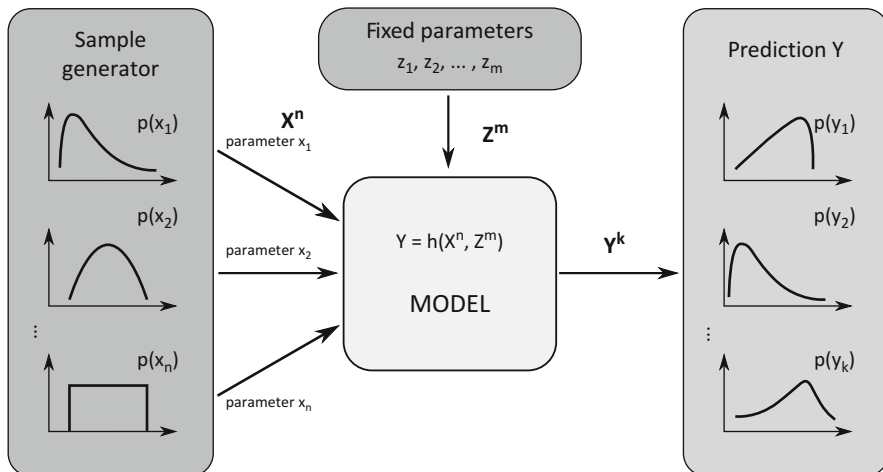 Sample
generator
p(x₁)
p(x₂)
...
p(xₙ)
Xⁿ
parameter x₁
parameter x₂
parameter xₙ
Fixed parameters
z₁, z₂, ... , zₘ
Zᵐ
Y = h(Xⁿ, Zᵐ)
MODEL
Yᵏ
Prediction Y
p(y₁)
p(y₂)
...
p(yₖ)